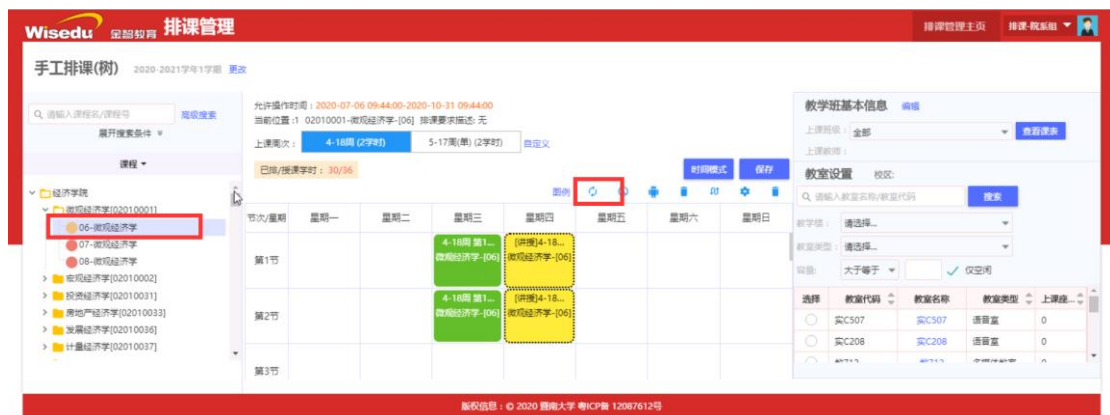 Wisedu 金智教育 排课管理
排课管理主页 排课-院系组
手工排课(树) 2020-2021学年1学期 更改
请输入课程名/课程号 高级搜索
展开搜索条件
课程
经济学院
微观经济学[02010001]
06-微观经济学
07-微观经济学
08-微观经济学
宏观经济学[02010002]
投资经济学[02010031]
房地产经济学[02010033]
发展经济学[02010036]
计量经济学[02010037]
允许操作时间：2020-07-06 09:44:00-2020-10-31 09:44:00
当前位置:1 02010001-微观经济学-[06] 排课要求描述: 无
上课周次： 4-18周 (2学时) 5-17周(单) (2学时) 自定义
已排/授课学时：30/36 时间模式 保存
图例
节次/星期 星期一 星期二 星期三 星期四 星期五 星期六 星期日
第1节
4-18周 第1...
微观经济学-[06]
[讲授]4-18...
微观经济学-[06]
第2节
4-18周 第1...
微观经济学-[06]
[讲授]4-18...
微观经济学-[06]
第3节
教学班基本信息 编辑
上课班级：全部 查看课表
上课教师：
教室设置 校区:
请输入教室名称/教室代码 搜索
教学楼： 请选择...
教室类型： 请选择...
容量: 大于等于 仅空闲
选择 教室代码 教室名称 教室类型 上课座...
实C507 实C507 语音室 0
实C208 实C208 语音室 0
版权信息：© 2020 暨南大学 粤ICP备 12087612号